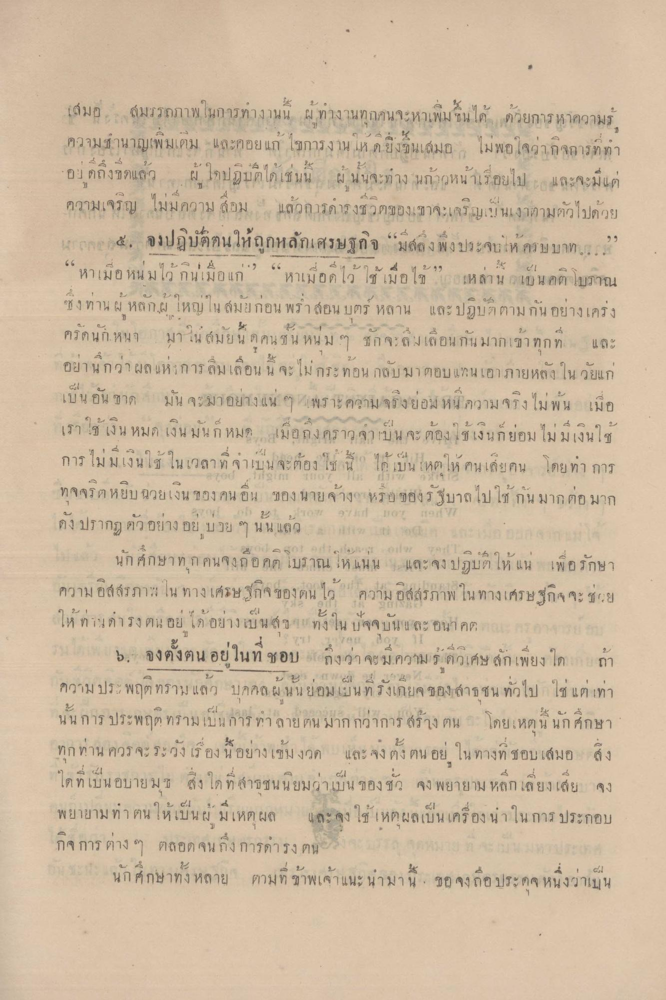 เสมอ สมรรถภาพในการทำงานนี้ ผู้ทำงานทุกคนจะหาเพิ่มขึ้นได้ ด้วยการหาความรู้
ความชำนาญเพิ่มเติม และคอยแก้ไขการงานให้ดียิ่งขึ้นเสมอ ไม่พอใจว่ากิจการที่ทำ
อยู่ดีถึงขีดแล้ว ผู้ใดปฏิบัติได้เช่นนี้ ผู้นั้นจะทำงานก้าวหน้าเรื่อยไป และจะมีแต่
ความเจริญ ไม่มีความเสื่อม แล้วการดำรงชีวิตของเขาจะเจริญเป็นเงาตามตัวไปด้วย
๕. จงปฏิบัติตนให้ถูกหลักเศรษฐกิจ “มีสลึงพึงประจบให้ครบบาท....”
“หาเมื่อหนุ่มไว้กินเมื่อแก่” “หาเมื่อดีไว้ใช้เมื่อไข้” เหล่านี้ เป็นคติโบราณ
ซึ่งท่านผู้หลักผู้ใหญ่ในสมัยก่อนพร่ำสอนบุตร์หลาน และปฏิบัติตามกันอย่างเคร่ง
ครัดนักหนา มาในสมัยนี้ดูคนชั้นหนุ่มๆ ชักจะลืมเลือนกันมากเข้าทุกที และ
อย่านึกว่าผลแห่งการลืมเลือนนี้จะไม่กระท้อนกลับมาตอบแทนเอาภายหลังในวัยแก่
เป็นอันขาด มันจะมาอย่างแน่ๆ เพราะความจริงย่อมหนีความจริงไม่พ้น เมื่อ
เราใช้เงินหมดเงินมันก็หมด เมื่อถึงคราวจำเป็นจะต้องใช้เงินก็ย่อมไม่มีเงินใช้
การไม่มีเงินใช้ในเวลาที่จำเป็นจะต้องใช้นี้ ได้เป็นเหตุให้คนเสียคน โดยทำการ
ทุจจริตหยิบฉวยเงินของคนอื่น ของนายจ้าง หรือของรัฐบาลไปใช้กันมากต่อมาก
ดังปรากฏตัวอย่างอยู่บ่อยๆนั้นแล้ว
นักศึกษาทุกคนจงถือคติโบราณให้แน่น และจงปฏิบัติให้แน่ เพื่อรักษา
ความอิสสรภาพในทางเศรษฐกิจของตนไว้ ความอิสสรภาพในทางเศรษฐกิจจะช่วย
ให้ท่านดำรงตนอยู่ได้อย่างเป็นสุข ทั้งในปัจจุบันและอนาคต
๖. จงตั้งตนอยู่ในที่ชอบ ถึงว่าจะมีความรู้ดีวิเศษสักเพียงใด ถ้า
ความประพฤติทรามแล้ว บุคคลผู้นั้นย่อมเป็นที่รังเกียจของสาธุชนทั่วไป ใช่แต่เท่า
นั้นการประพฤติทรามเป็นการทำลายตนมากกว่าการสร้างตน โดยเหตุนี้นักศึกษา
ทุกท่านควรจะระวังเรื่องนี้อย่างเข้มงวด และจงตั้งตนอยู่ในทางที่ชอบเสมอ สิ่ง
ใดที่เป็นอบายมุข สิ่งใดที่สาธุชนนิยมว่าเป็นของชั่ว จงพยายามหลีกเลี่ยงเสีย จง
พยายามทำตนให้เป็นผู้มีเหตุผล และจงใช้เหตุผลเป็นเครื่องนำในการประกอบ
กิจการต่างๆ ตลอดจนถึงการดำรงตน
นักศึกษาทั้งหลาย ตามที่ข้าพเจ้าแนะนำมานี้ ขอจงถือประดุจหนึ่งว่าเป็น